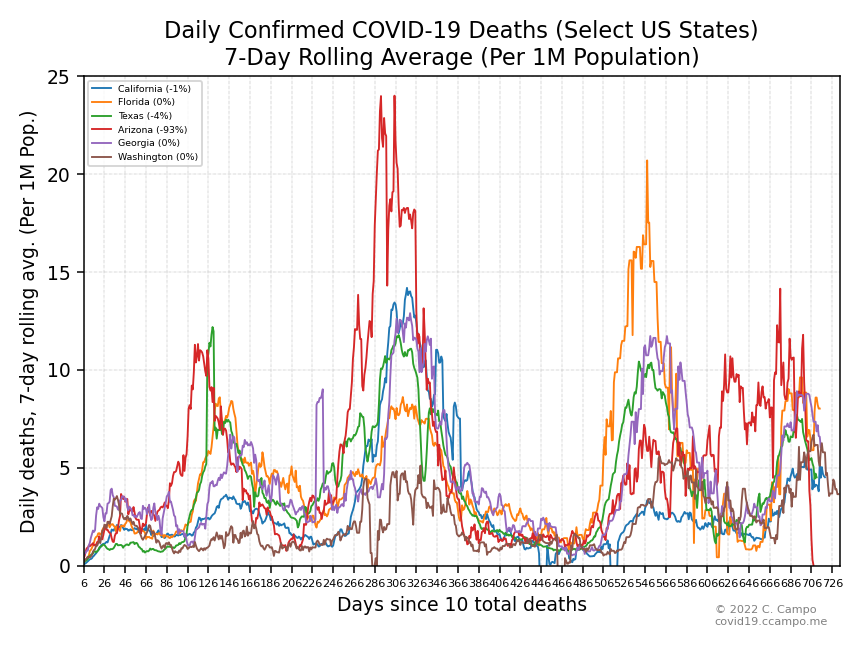 Daily Confirmed COVID-19 Deaths (Select US States)
7-Day Rolling Average (Per 1M Population)
Daily deaths, 7-day rolling avg. (Per 1M Pop.)
25
20
15
10
5
0
California (-1%)
Florida (0%)
Texas (-4%)
Arizona (-93%)
Georgia (0%)
Washington (0%)
6 26 46 66 86 106 126 146 166 186 206 226 246 266 286 306 326 346 366 386 406 426 446 466 486 506 526 546 566 586 606 626 646 666 686 706 726
Days since 10 total deaths
© 2022 C. Campo
covid19.ccampo.me